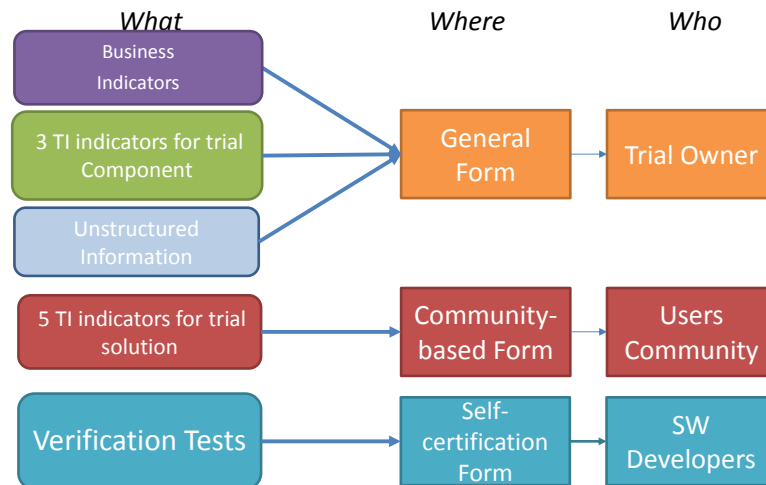 What
Where
Who
Business
Indicators
3 TI indicators for trial
Component
Unstructured
Information
General
Form
Trial Owner
5 TI indicators for trial
solution
Community-
based Form
Users
Community
Verification Tests
Self-
certification
Form
SW
Developers